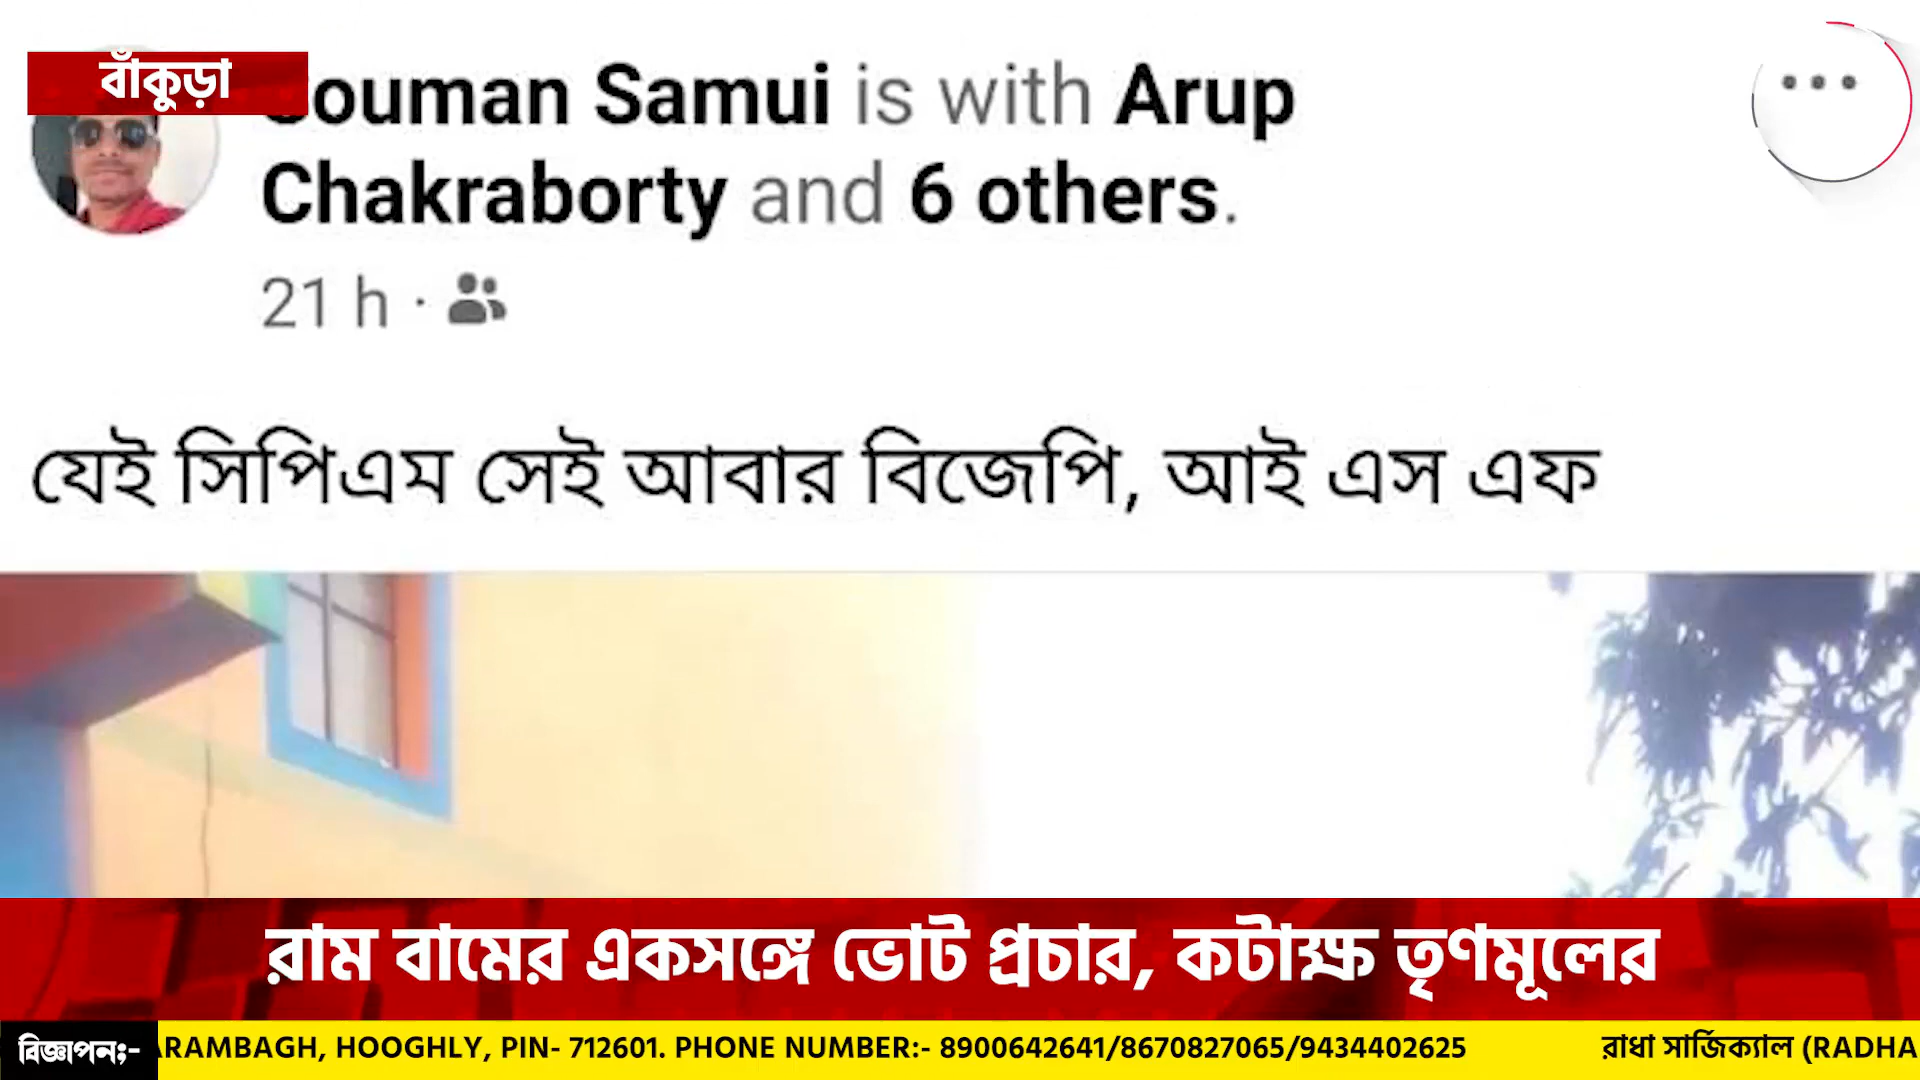 বাঁকুড়া
ouman Samui is with Arup
Chakraborty and 6 others.
21 h ·
যেই সিপিএম সেই আবার বিজেপি, আই এস এফ
রাম বামের একসঙ্গে ভোট প্রচার, কটাক্ষ তৃণমূলের
বিজ্ঞাপন;- RAMBAGH, HOOGHLY, PIN- 712601. PHONE NUMBER:- 8900642641/8670827065/9434402625 রাধা সার্জিক্যাল (RADHA